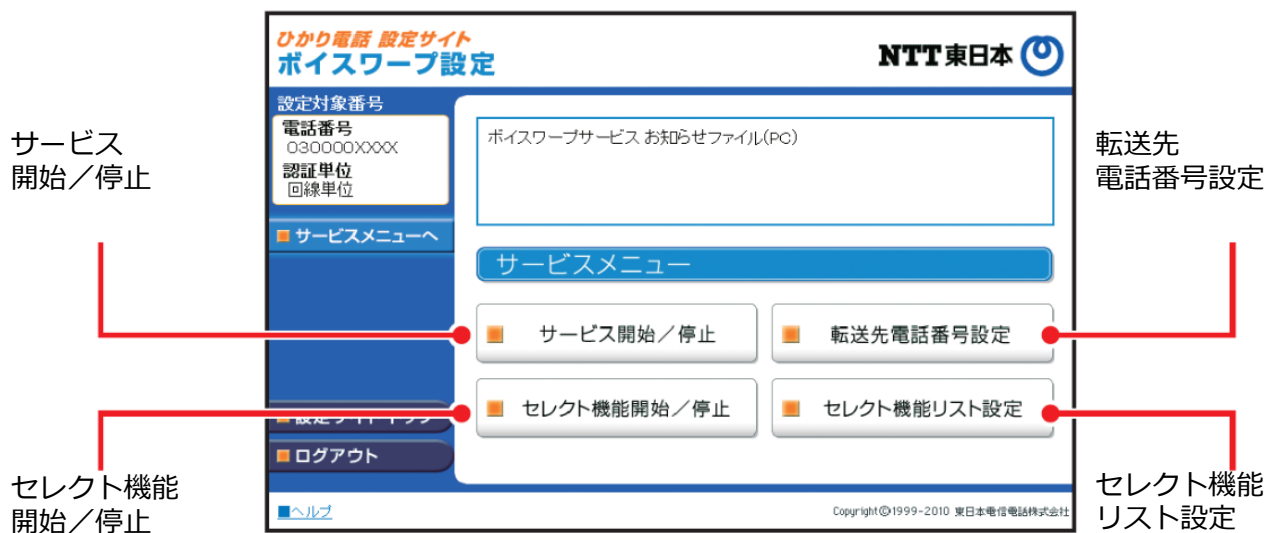 ひかり電話 設定サイト
ボイスワープ設定
NTT東日本
設定対象番号
電話番号
030000XXXX
認証単位
回線単位
ボイスワープサービス お知らせファイル(PC)
サービス
開始／停止
転送先
電話番号設定
サービスメニューへ
サービスメニュー
サービス開始／停止
転送先電話番号設定
セレクト機能開始／停止
セレクト機能リスト設定
ログアウト
セレクト機能
開始／停止
セレクト機能
リスト設定
ヘルプ
Copyright©1999-2010 東日本電信電話株式会社